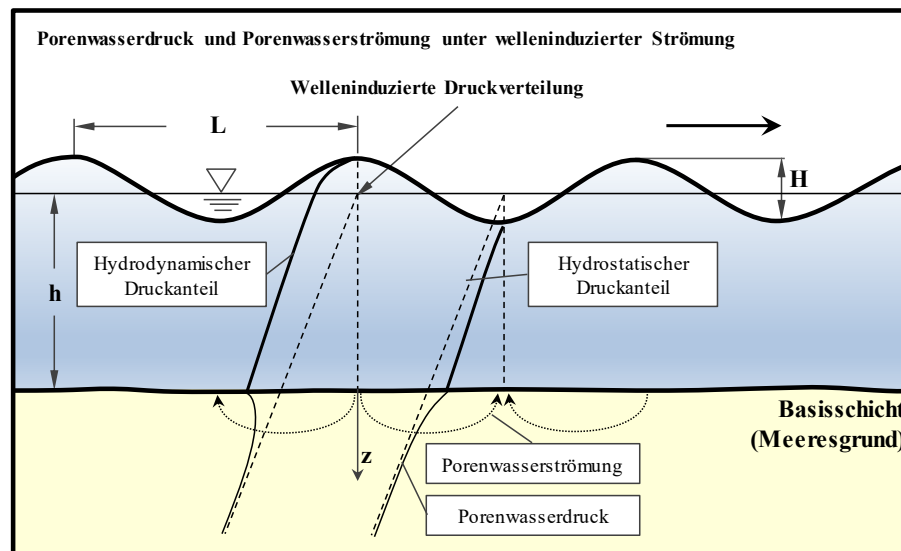 Porenwasserdruck und Porenwasserströmung unter welleninduzierter Strömung
Welleninduzierte Druckverteilung
L
H
Hydrodynamischer
Druckanteil
Hydrostatischer
Druckanteil
h
Basisschicht
(Meeresgrund)
z
Porenwasserströmung
Porenwasserdruck